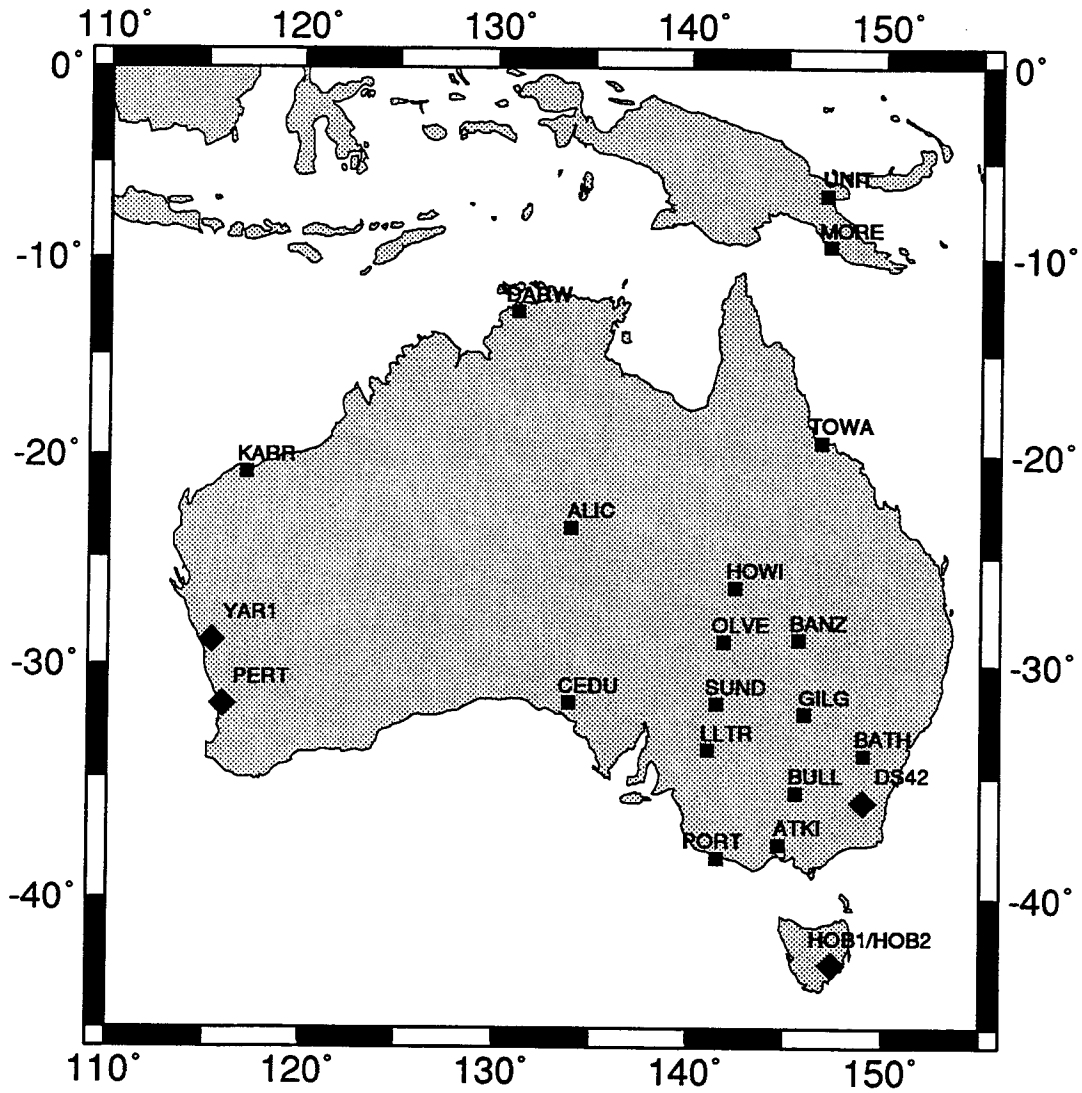 110° 120° 130° 140° 150°
0° 0°
UNIT
MORE
-10° -10°
DARW
TOWA
KARR
-20° -20°
ALIC
HOWI
YAR1
OLVE BANZ
-30° -30°
PERT
CEDU SUND
GILG
LLTR
BATH
BULL DS42
ATKI
PORT
-40° -40°
HOB1/HOB2
110° 120° 130° 140° 150°